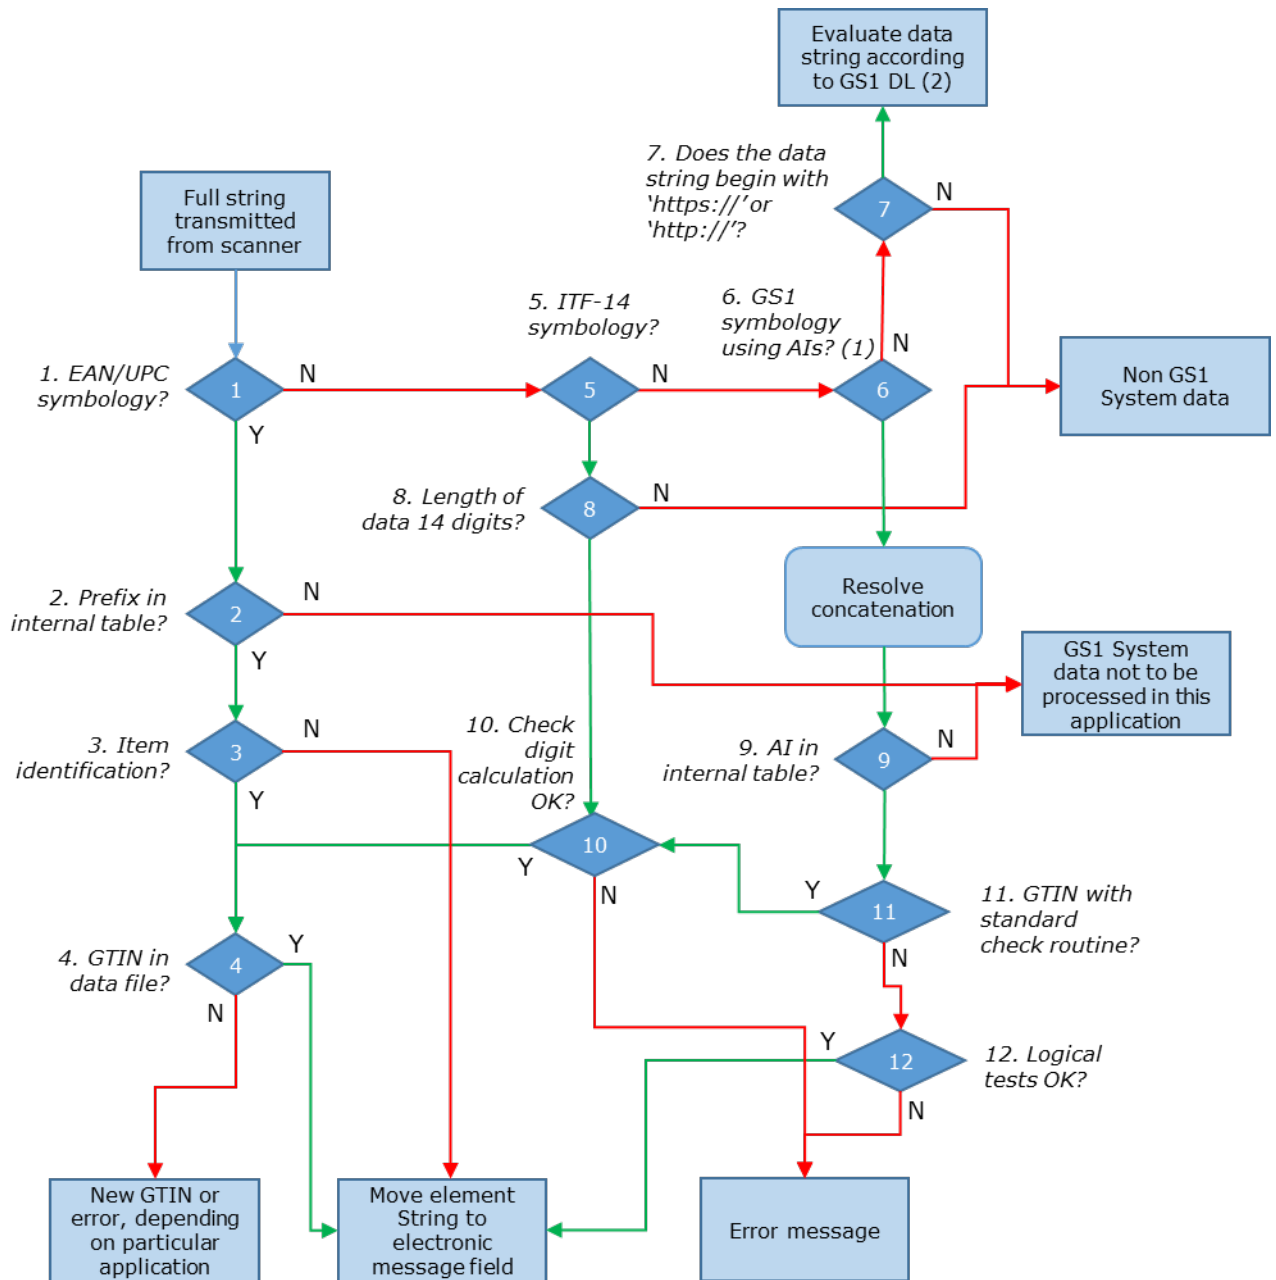 Evaluate data
string according
to GS1 DL (2)
7. Does the data
string begin with
‘https://’ or
‘http://’?
7
N
Full string
transmitted
from scanner
5. ITF-14
symbology?
6. GS1
symbology
using AIs? (1)
N
1. EAN/UPC
symbology?
1
N
Y
5
N
6
Non GS1
System data
8. Length of
data 14 digits?
8
N
Resolve
concatenation
2. Prefix in
internal table?
2
N
Y
GS1 System
data not to be
processed in this
application
3. Item
identification?
3
N
Y
10. Check
digit
calculation
OK?
9. AI in
internal table?
9
N
10
Y
N
11. GTIN with
standard
check routine?
11
Y
N
4. GTIN in
data file?
4
Y
N
12
Y
N
12. Logical
tests OK?
New GTIN or
error, depending
on particular
application
Move element
String to
electronic
message field
Error message